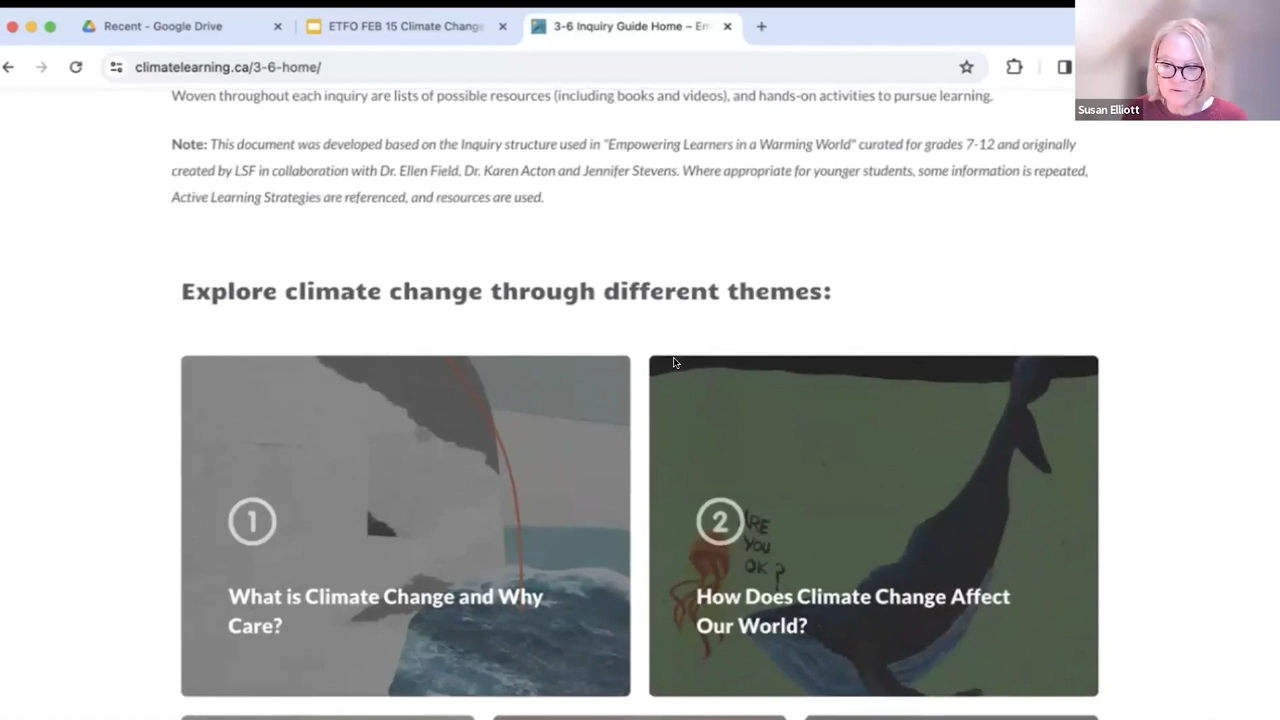 Recent - Google Drive
ETFO FEB 15 Climate Change
3-6 Inquiry Guide Home – Em
climatelearning.ca/3-6-home/
Susan Elliott
Woven throughout each inquiry are lists of possible resources (including books and videos), and hands-on activities to pursue learning.
Note: This document was developed based on the Inquiry structure used in "Empowering Learners in a Warming World" curated for grades 7-12 and originally
created by LSF in collaboration with Dr. Ellen Field, Dr. Karen Acton and Jennifer Stevens. Where appropriate for younger students, some information is repeated,
Active Learning Strategies are referenced, and resources are used.
Explore climate change through different themes:
1
What is Climate Change and Why
Care?
2
ARE
YOU
OK?
How Does Climate Change Affect
Our World?